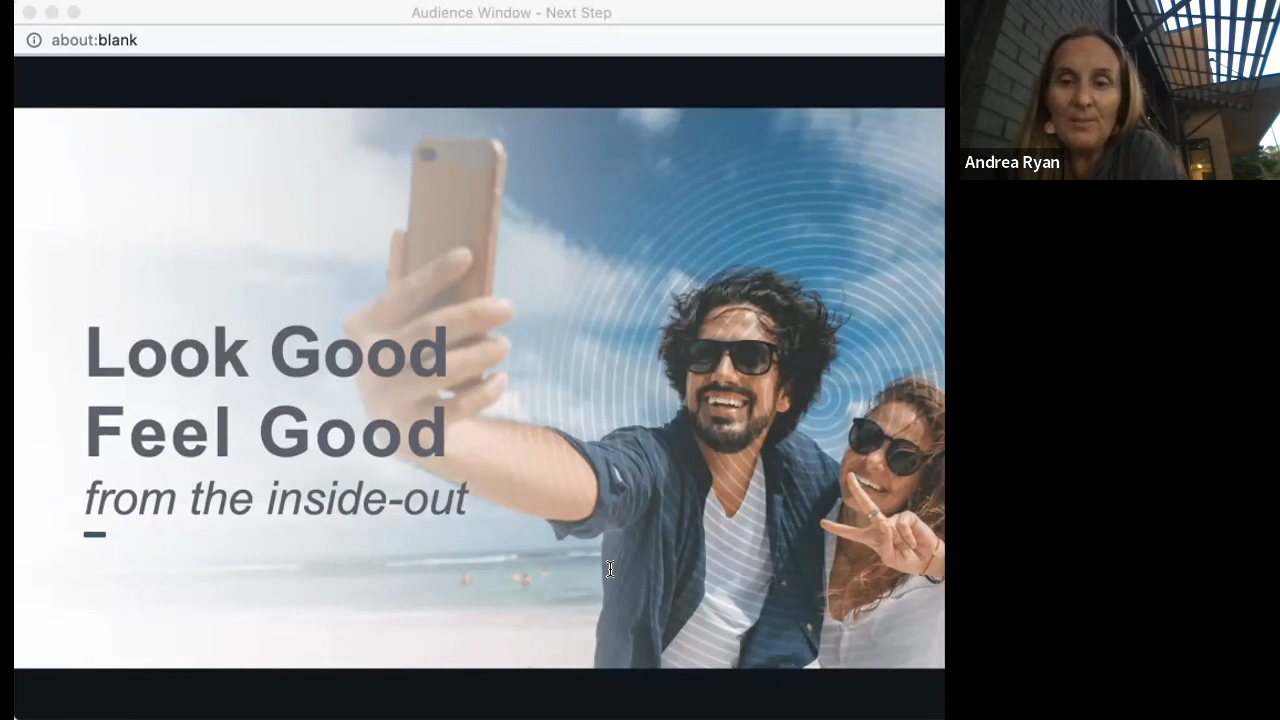 Audience Window - Next Step
about:blank
Look Good
Feel Good
from the inside-out
Andrea Ryan